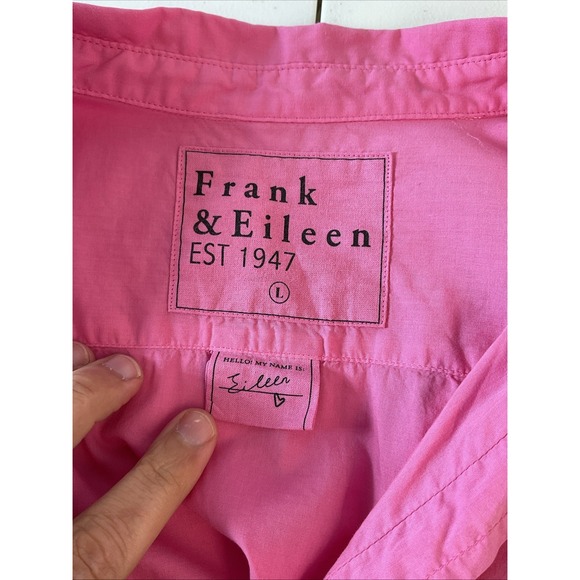 Frank
& Eileen
EST 1947
L
HELLO! MY NAME IS:
Eileen